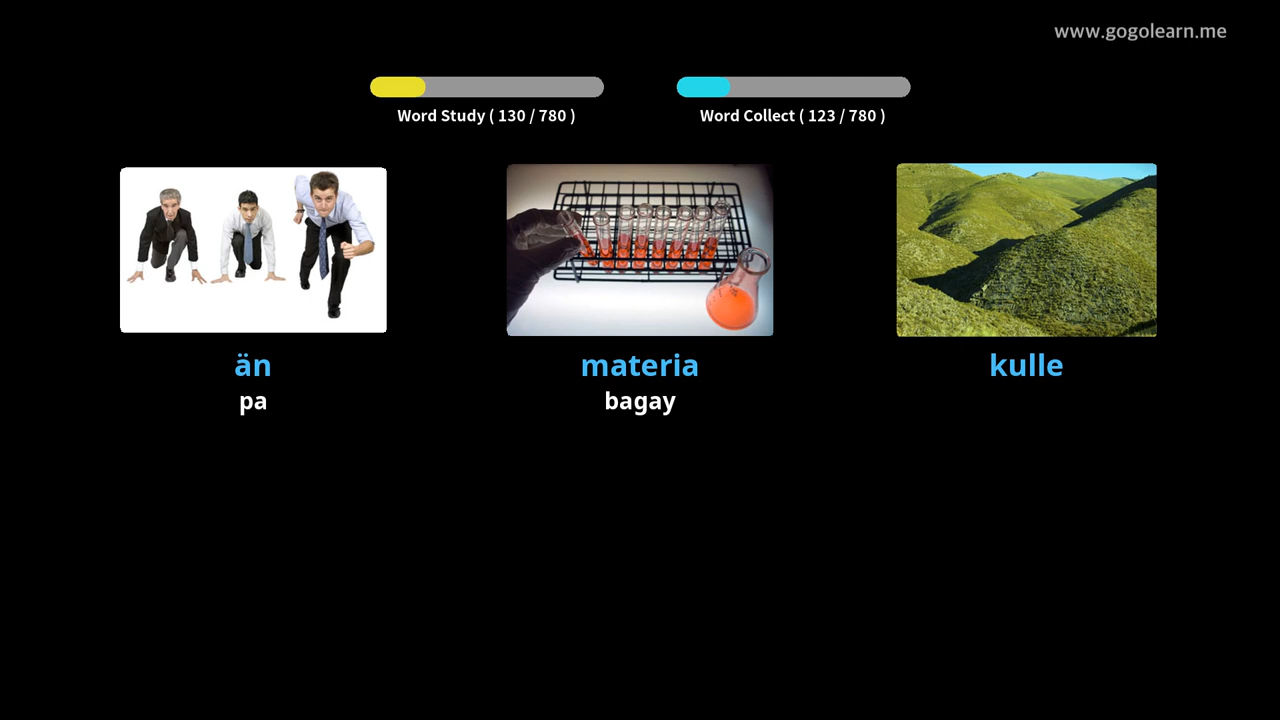 www.gogolearn.me
Word Study ( 130 / 780 )
Word Collect ( 123 / 780 )
än
materia
kulle
pa
bagay